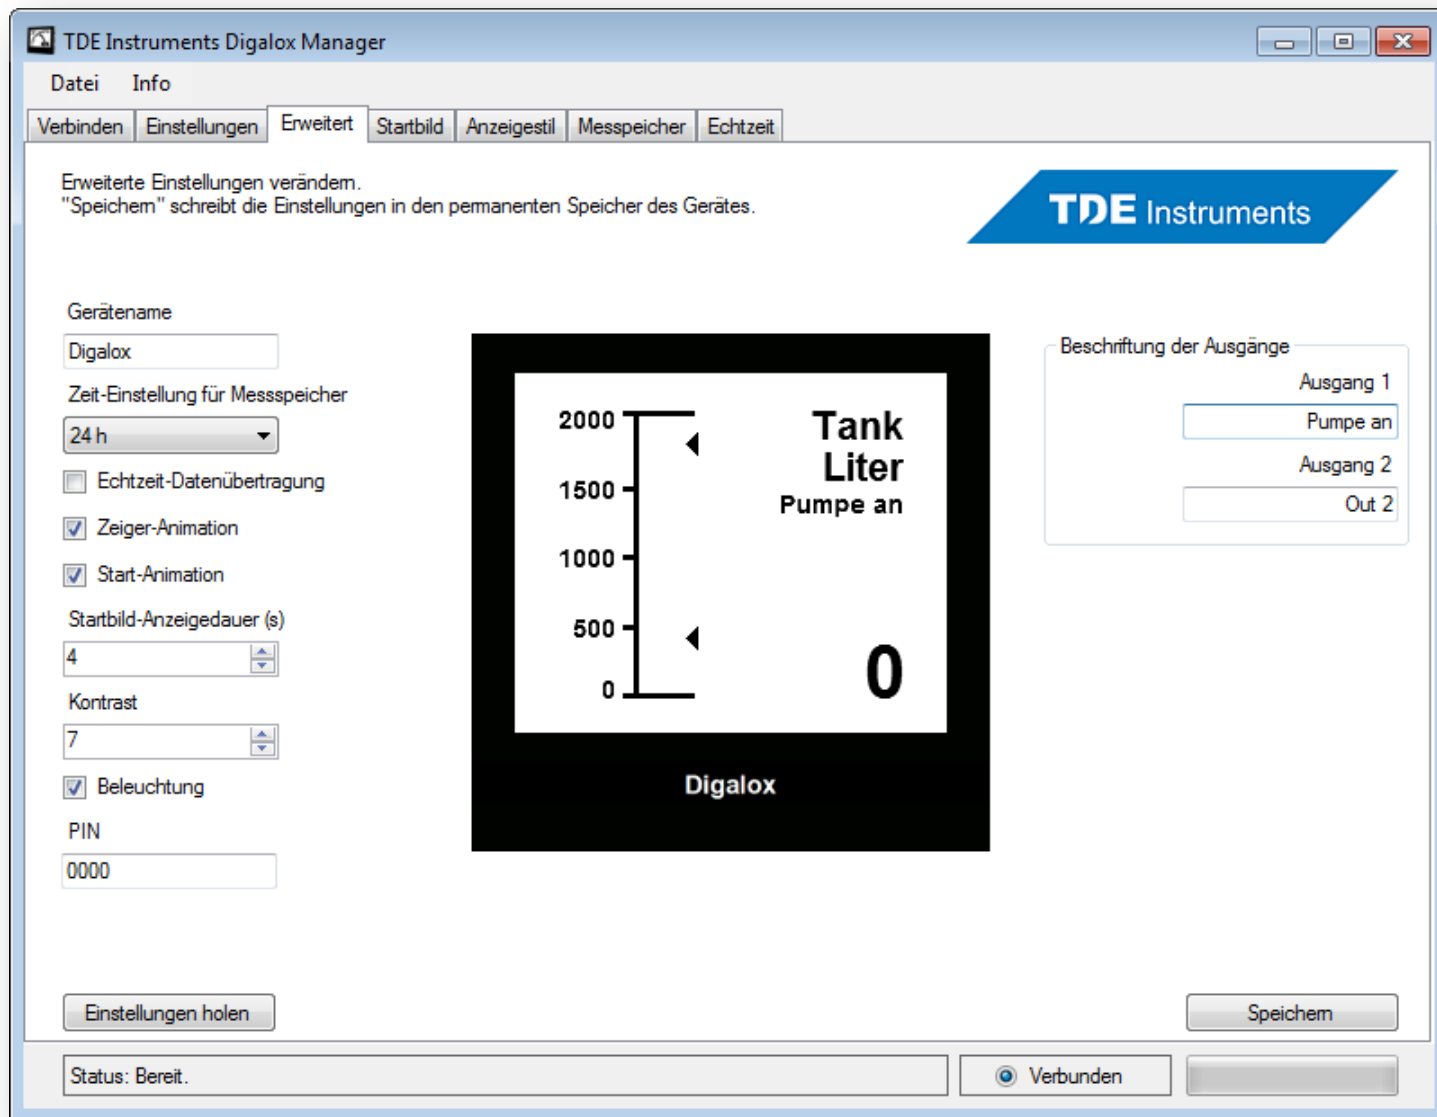 TDE Instruments Digalox Manager
Datei Info
Verbinden Einstellungen Erweitert Startbild Anzeigestil Messpeicher Echtzeit
Erweiterte Einstellungen verändern.
"Speichern" schreibt die Einstellungen in den permanenten Speicher des Gerätes.
TDE Instruments
Gerätename
Digalox
Zeit-Einstellung für Messspeicher
24 h
Echtzeit-Datenübertragung
Zeiger-Animation
Start-Animation
Startbild-Anzeigedauer (s)
4
Kontrast
7
Beleuchtung
PIN
0000
2000
1500
1000
500
0
Tank
Liter
Pumpe an
0
Digalox
Beschriftung der Ausgänge
Ausgang 1
Pumpe an
Ausgang 2
Out 2
Einstellungen holen
Speichern
Status: Bereit.
Verbunden